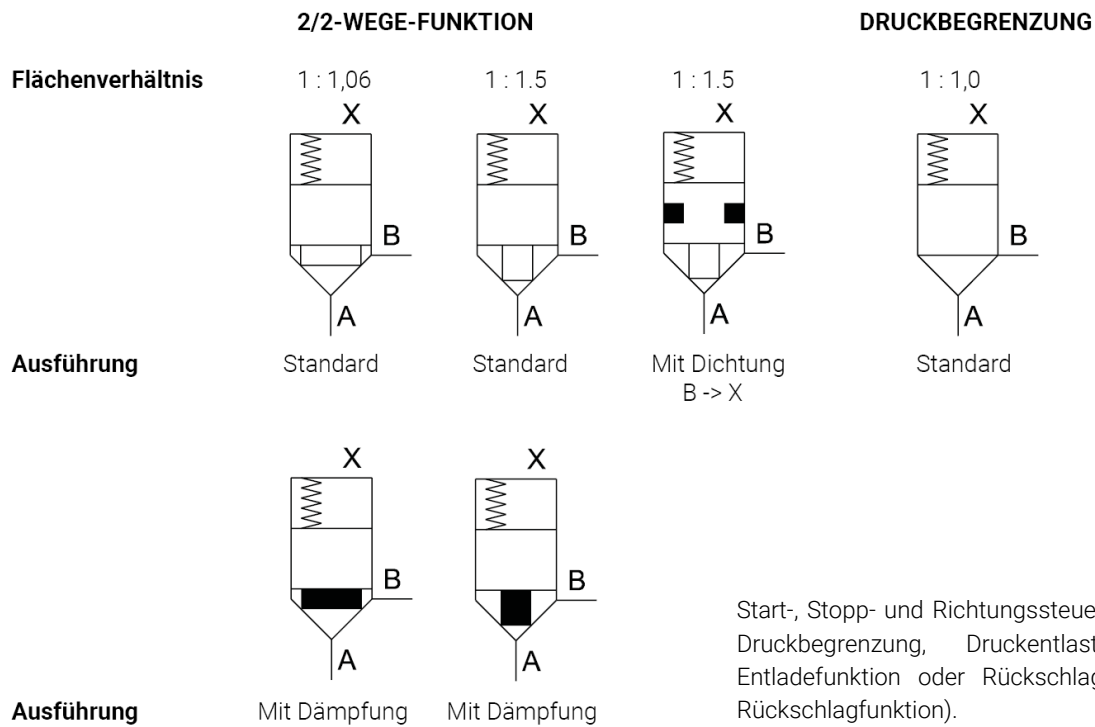 2/2-WEGE-FUNKTION DRUCKBEGRENZUNG
Flächenverhältnis 1 : 1,06 1 : 1.5 1 : 1.5 1 : 1,0
X X X X
B B B B
A A A A
Ausführung Standard Standard Mit Dichtung Standard
B -> X
X X
B B
A A
Start-, Stopp- und Richtungssteue
Druckbegrenzung, Druckentlast
Entladefunktion oder Rückschlag
Rückschlagfunktion).
Ausführung Mit Dämpfung Mit Dämpfung